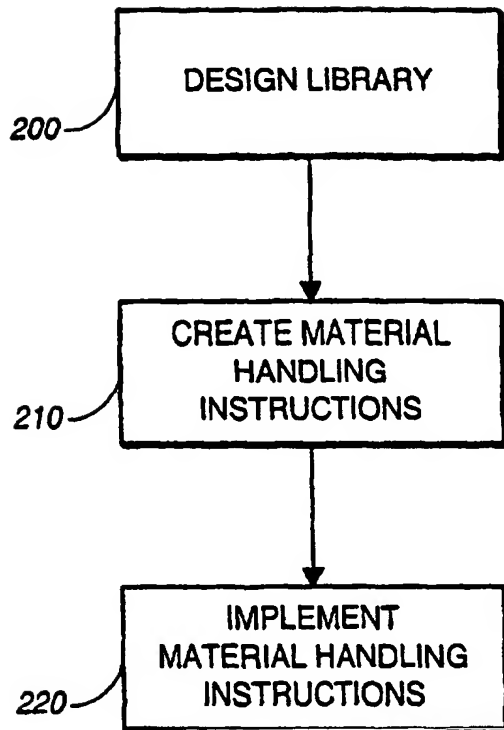 DESIGN LIBRARY
200
CREATE MATERIAL
HANDLING
INSTRUCTIONS
210
IMPLEMENT
MATERIAL HANDLING
INSTRUCTIONS
220